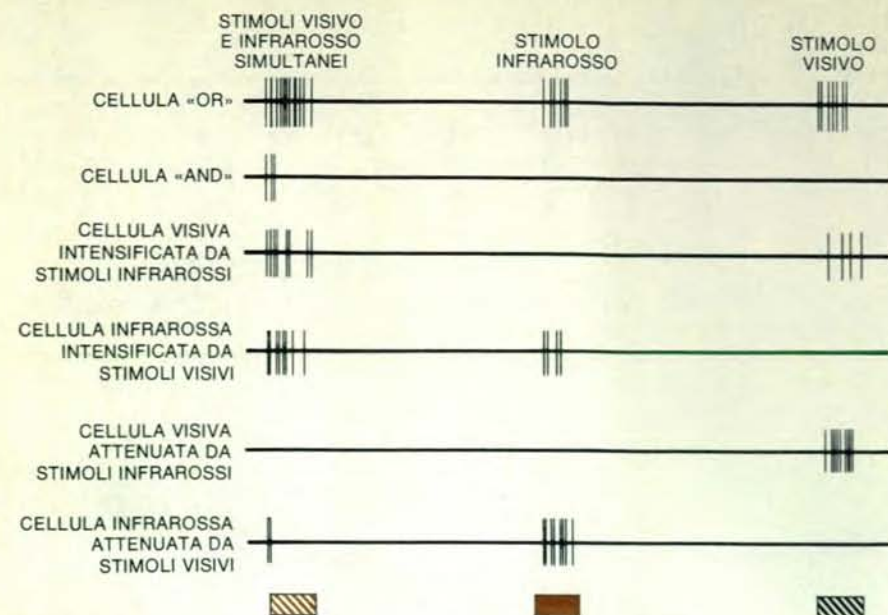 STIMOLI VISIVO
E INFRAROSSO
SIMULTANEI
STIMOLO
INFRAROSSO
STIMOLO
VISIVO
CELLULA «OR»
CELLULA «AND»
CELLULA VISIVA
INTENSIFICATA DA
STIMOLI INFRAROSSI
CELLULA INFRAROSSA
INTENSIFICATA DA
STIMOLI VISIVI
CELLULA VISIVA
ATTENUATA DA
STIMOLI INFRAROSSI
CELLULA INFRAROSSA
ATTENUATA DA
STIMOLI VISIVI